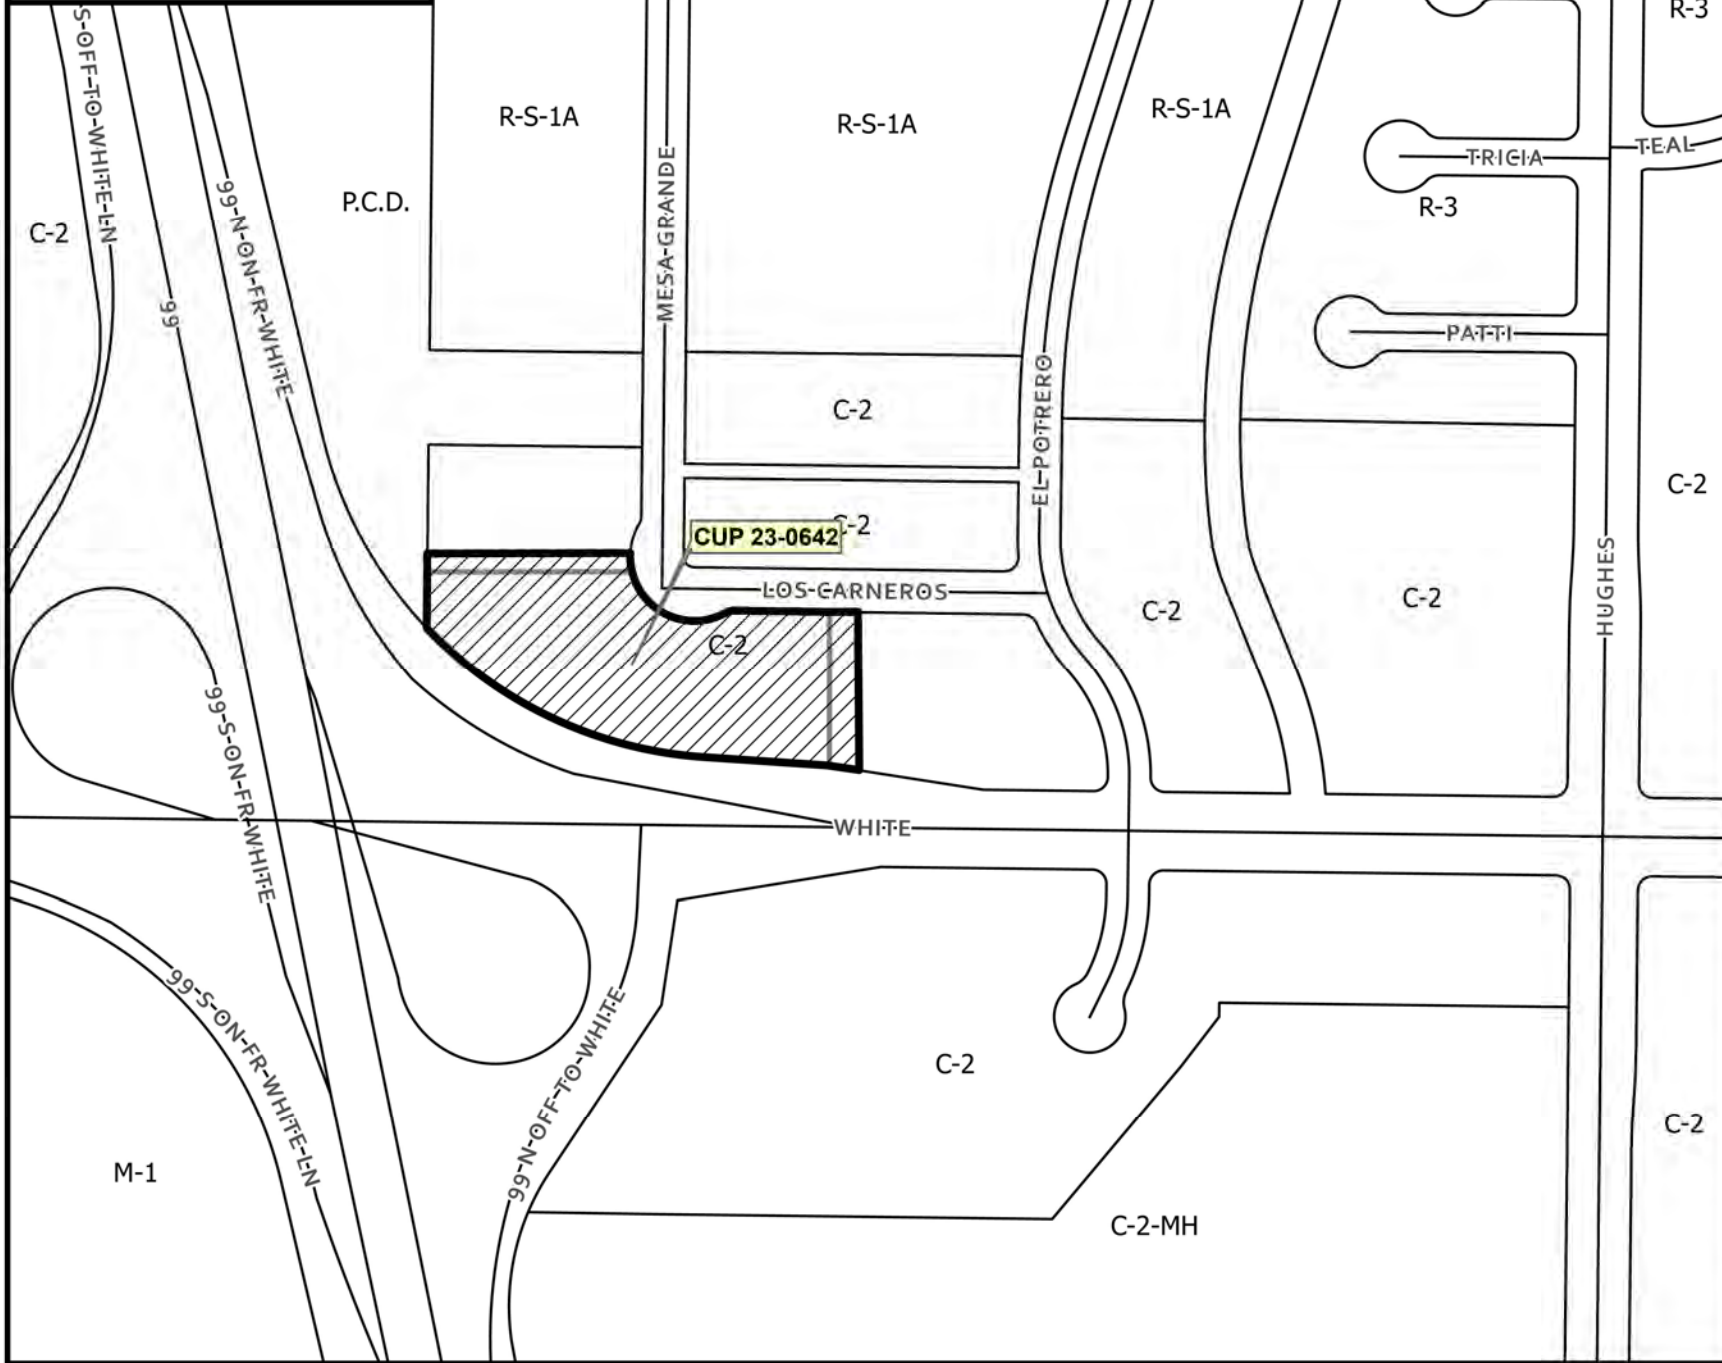 R-3
S-OFF-TO-WHITE-LN
R-S-1A
R-S-1A
R-S-1A
TEAL
TRICIA
MESA-GRANDE
99-N-ON-FR-WHITE
P.C.D.
R-3
C-2
99
PATTI
EL-POTRERO
C-2
C-2
C-2
CUP 23-0642
LOS-CARNEROS
HUGHES
C-2
C-2
C-2
99-S-ON-FR-WHITE
WHITE
99-S-ON-FR-WHITE-LN
99-N-OFF-TO-WHITE
C-2
C-2
M-1
C-2-MH